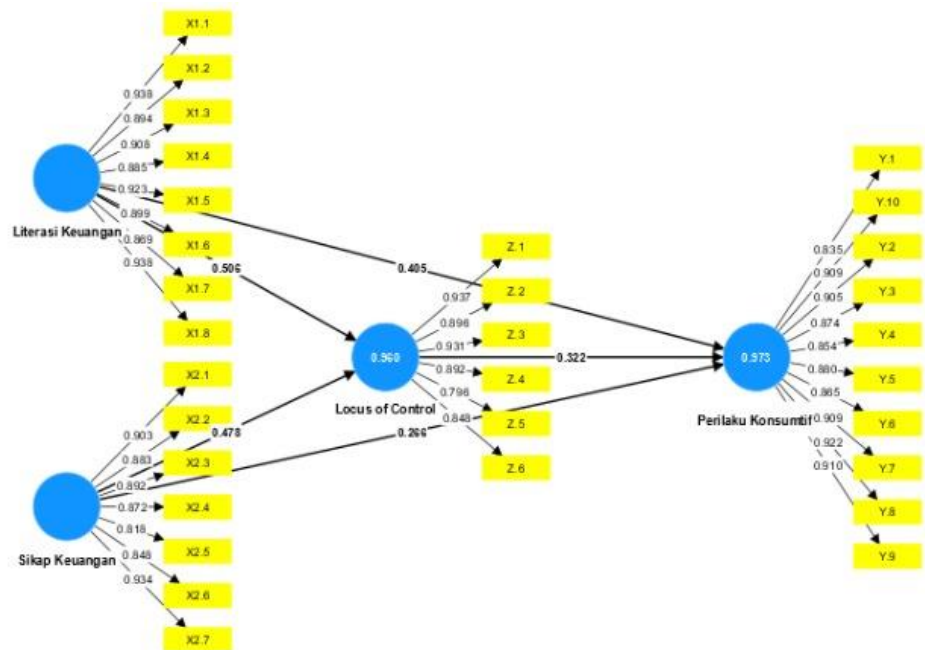 X1.1
X1.2
X1.3
X1.4
X1.5
X1.6
X1.7
X1.8
0.938
0.894
0.908
0.885
0.923
0.899
0.869
0.938
Literasi Keuangan
0.506
0.405
X2.1
X2.2
X2.3
X2.4
X2.5
X2.6
X2.7
0.903
0.883
0.892
0.872
0.818
0.848
0.934
Sikap Keuangan
0.478
0.266
0.960
Locus of Control
0.322
Z.1
Z.2
Z.3
Z.4
Z.5
Z.6
0.937
0.896
0.931
0.892
0.796
0.848
0.973
Perilaku Konsumtif
Y.1
Y.10
Y.2
Y.3
Y.4
Y.5
Y.6
Y.7
Y.8
Y.9
0.835
0.909
0.905
0.874
0.854
0.880
0.865
0.909
0.922
0.910